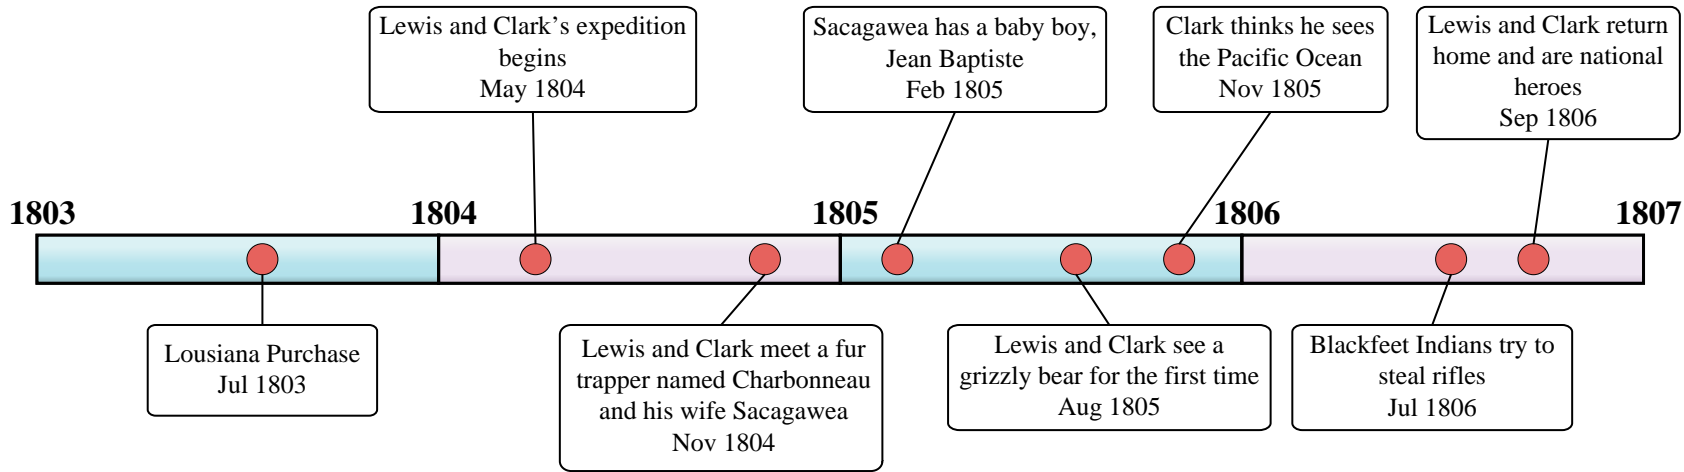 Lewis and Clark’s expedition
begins
May 1804
Sacagawea has a baby boy,
Jean Baptiste
Feb 1805
Clark thinks he sees
the Pacific Ocean
Nov 1805
Lewis and Clark return
home and are national
heroes
Sep 1806
1803
1804
1805
1806
1807
Lousiana Purchase
Jul 1803
Lewis and Clark meet a fur
trapper named Charbonneau
and his wife Sacagawea
Nov 1804
Lewis and Clark see a
grizzly bear for the first time
Aug 1805
Blackfeet Indians try to
steal rifles
Jul 1806